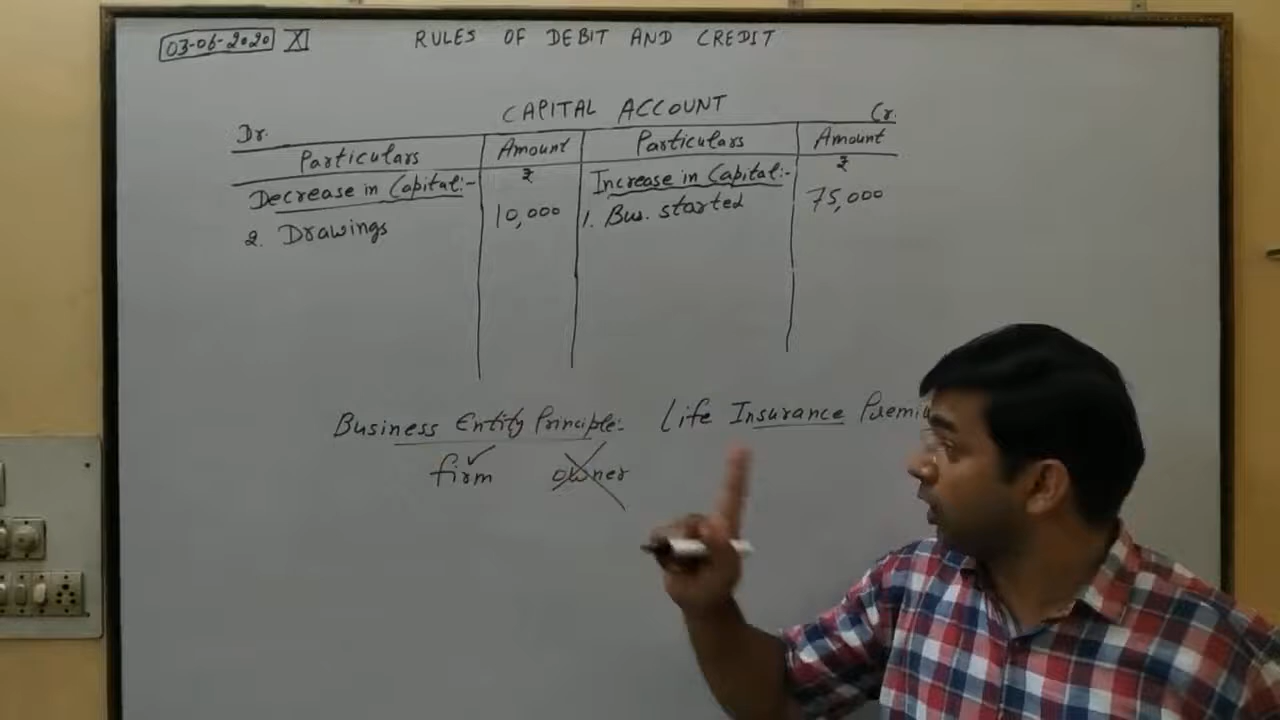 03-06-2020 XI RULES OF DEBIT AND CREDIT
CAPITAL ACCOUNT
Dr. Cr.
Particulars Amount Particulars Amount
₹ ₹
Decrease in Capital:- Increase in Capital:-
2. Drawings 10,000 1. Bus. started 75,000
Business Entity Principle:- Life Insurance Premiu
firm ✓ owner